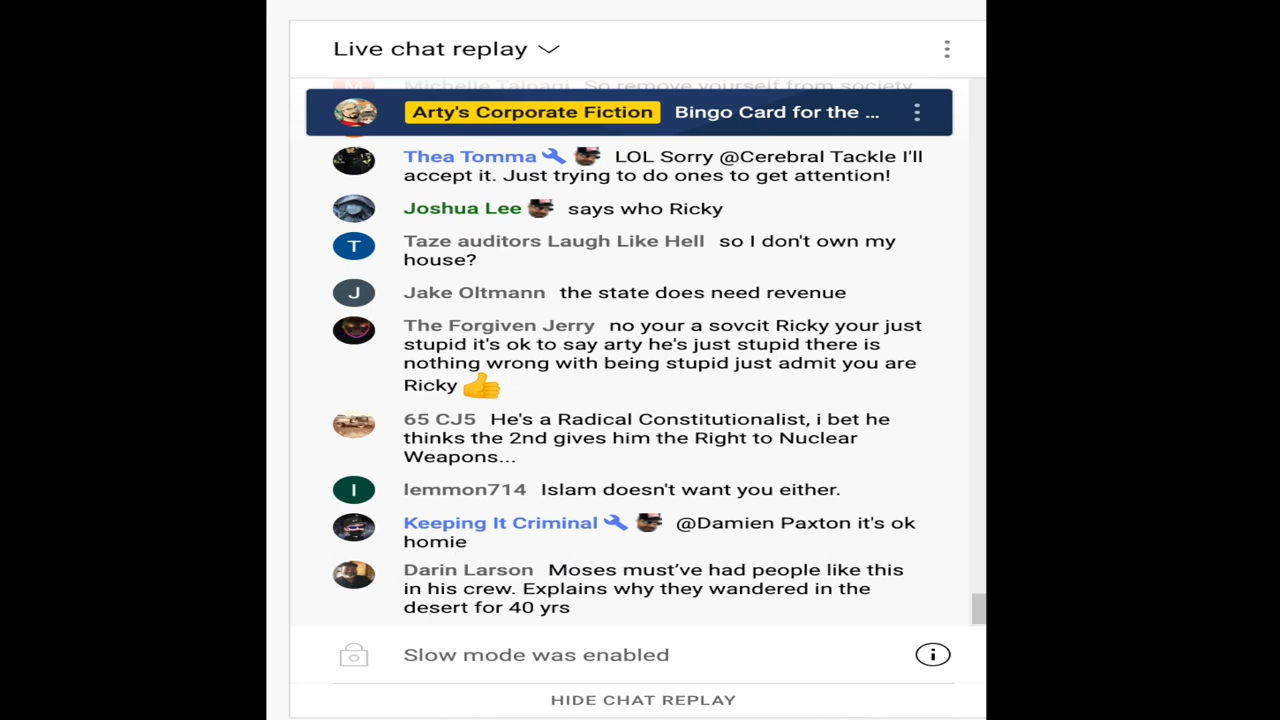 Live chat replay
Michelle Talpagi So remove yourself from society
Arty's Corporate Fiction Bingo Card for the ...
Thea Tomma LOL Sorry @Cerebral Tackle I'll
accept it. Just trying to do ones to get attention!
Joshua Lee says who Ricky
T Taze auditors Laugh Like Hell so I don't own my
house?
J Jake Oltmann the state does need revenue
The Forgiven Jerry no your a sovcit Ricky your just
stupid it's ok to say arty he's just stupid there is
nothing wrong with being stupid just admit you are
Ricky
65 CJ5 He's a Radical Constitutionalist, i bet he
thinks the 2nd gives him the Right to Nuclear
Weapons...
I lemmon714 Islam doesn't want you either.
Keeping It Criminal @Damien Paxton it's ok
homie
Darin Larson Moses must’ve had people like this
in his crew. Explains why they wandered in the
desert for 40 yrs
Slow mode was enabled
HIDE CHAT REPLAY